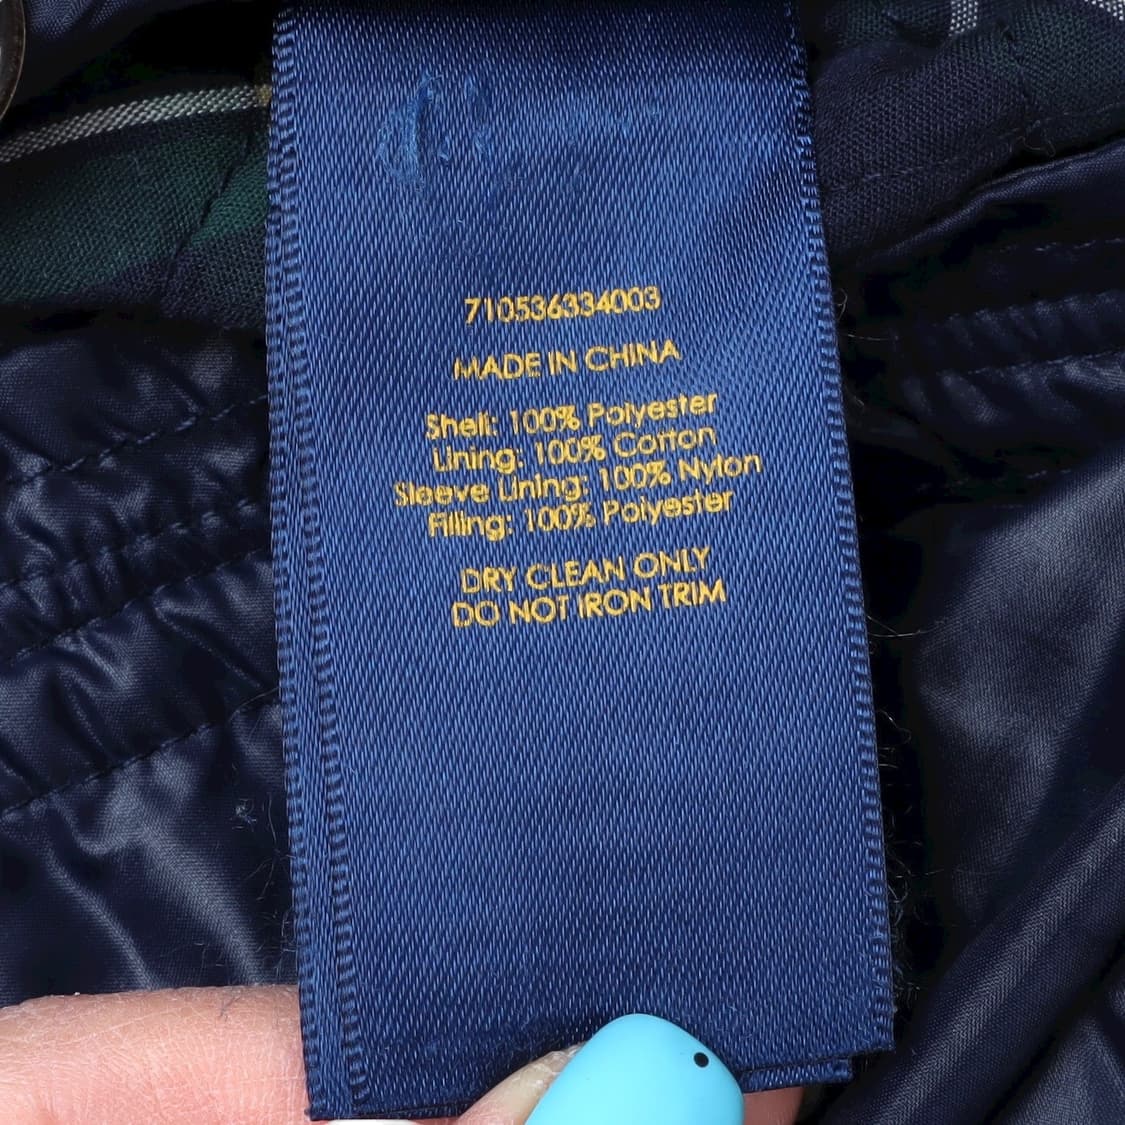 710536334003
MADE IN CHINA
Shell: 100% Polyester
Lining: 100% Cotton
Sleeve Lining: 100% Nylon
Filling: 100% Polyester
DRY CLEAN ONLY
DO NOT IRON TRIM